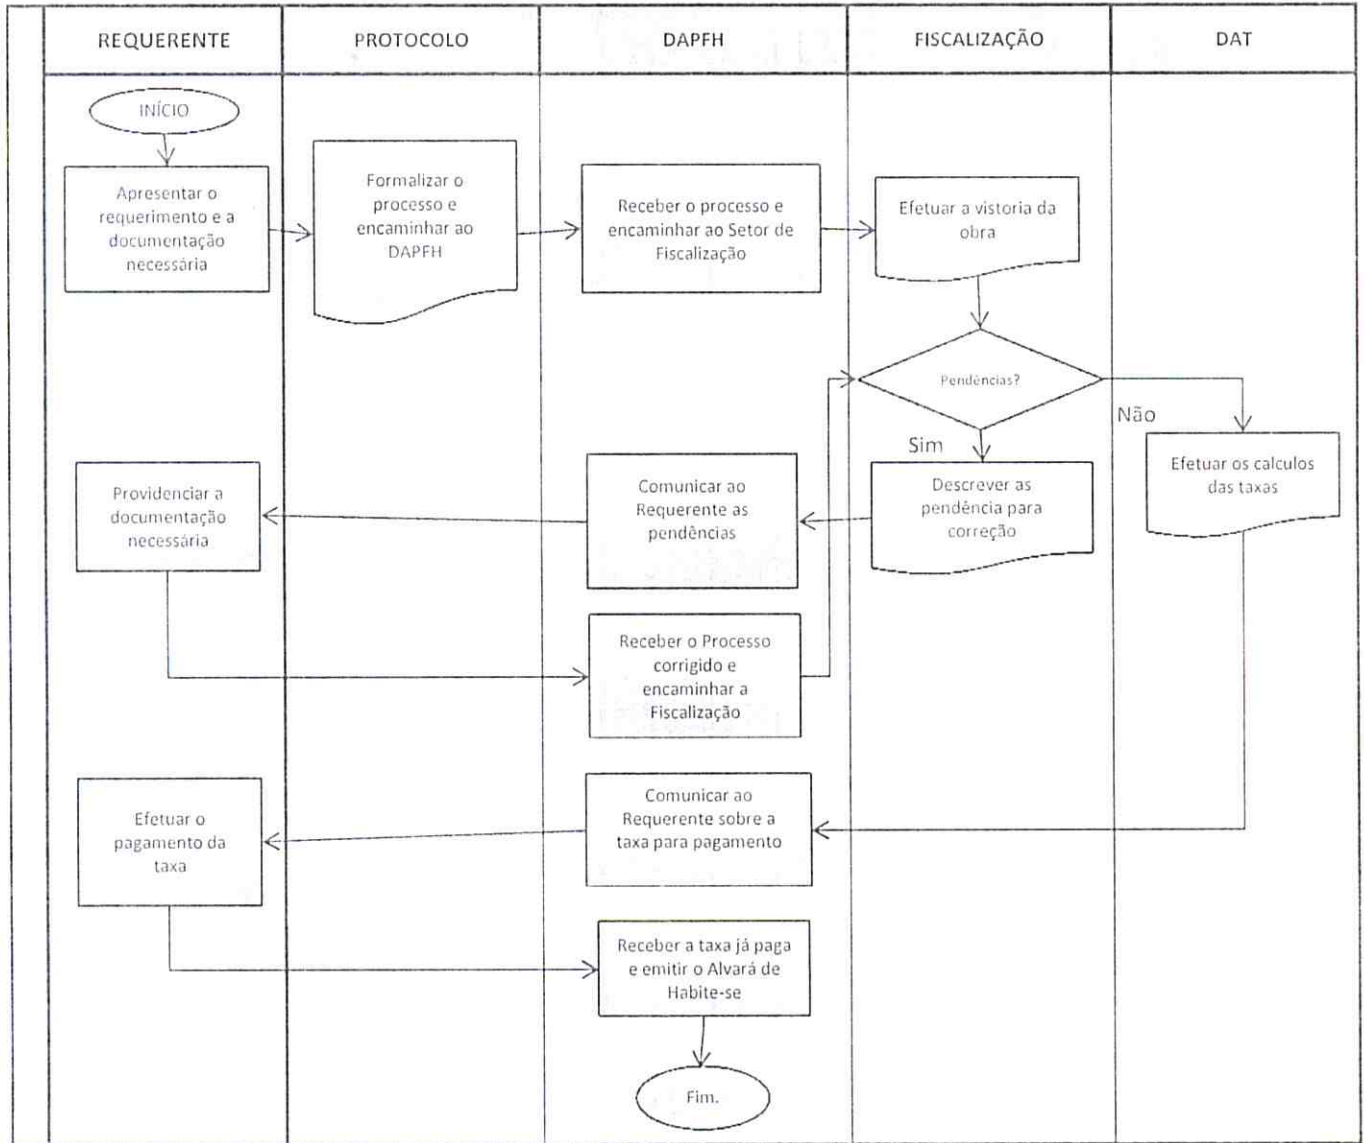 REQUERENTE
PROTOCOLO
DAPFH
FISCALIZAÇÃO
DAT
INÍCIO
Apresentar o
requerimento e a
documentação
necessária
Formalizar o
processo e
encaminhar ao
DAPFH
Receber o processo e
encaminhar ao Setor de
Fiscalização
Efetuar a vistoria da
obra
Pendências?
Não
Sim
Efetuar os calculos
das taxas
Descrever as
pendência para
correção
Comunicar ao
Requerente as
pendências
Providenciar a
documentação
necessária
Receber o Processo
corrigido e
encaminhar a
Fiscalização
Comunicar ao
Requerente sobre a
taxa para pagamento
Efetuar o
pagamento da
taxa
Receber a taxa já paga
e emitir o Alvará de
Habite-se
Fim.